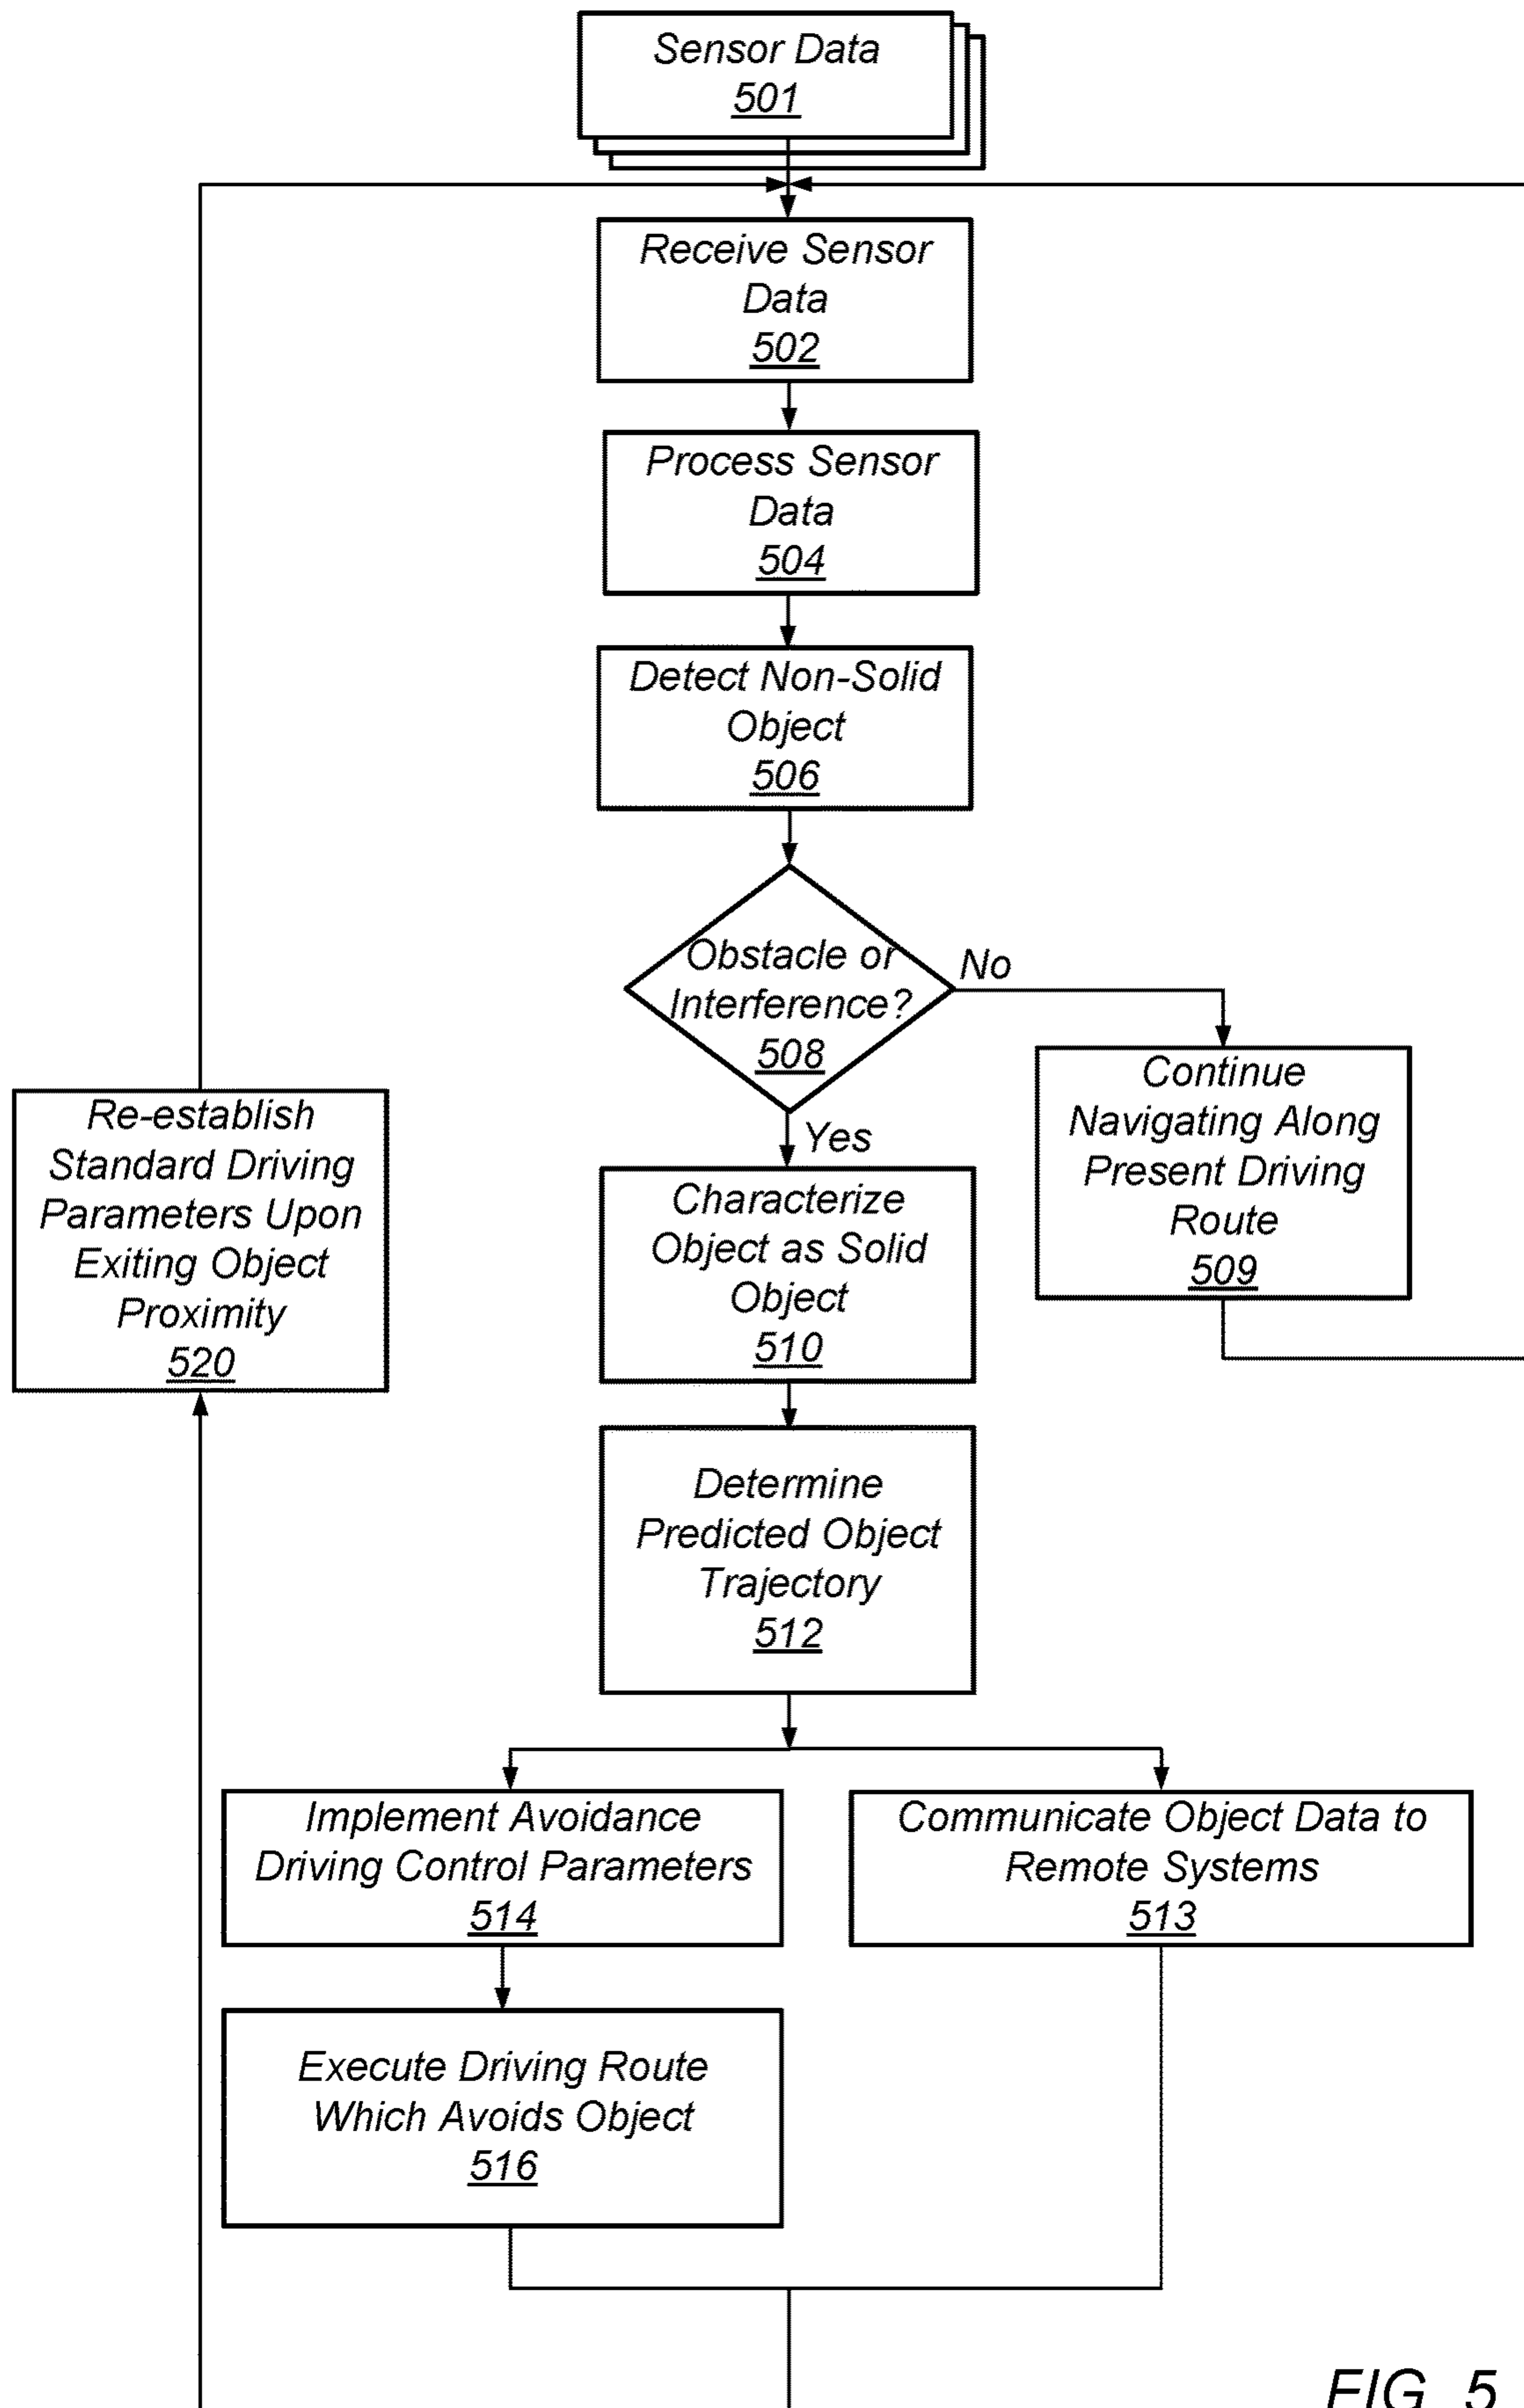 Sensor Data
501
Receive Sensor
Data
502
Process Sensor
Data
504
Detect Non-Solid
Object
506
Obstacle or
Interference?
508
No
Yes
Continue
Navigating Along
Present Driving
Route
509
Re-establish
Standard Driving
Parameters Upon
Exiting Object
Proximity
520
Characterize
Object as Solid
Object
510
Determine
Predicted Object
Trajectory
512
Implement Avoidance
Driving Control Parameters
514
Communicate Object Data to
Remote Systems
513
Execute Driving Route
Which Avoids Object
516
FIG. 5